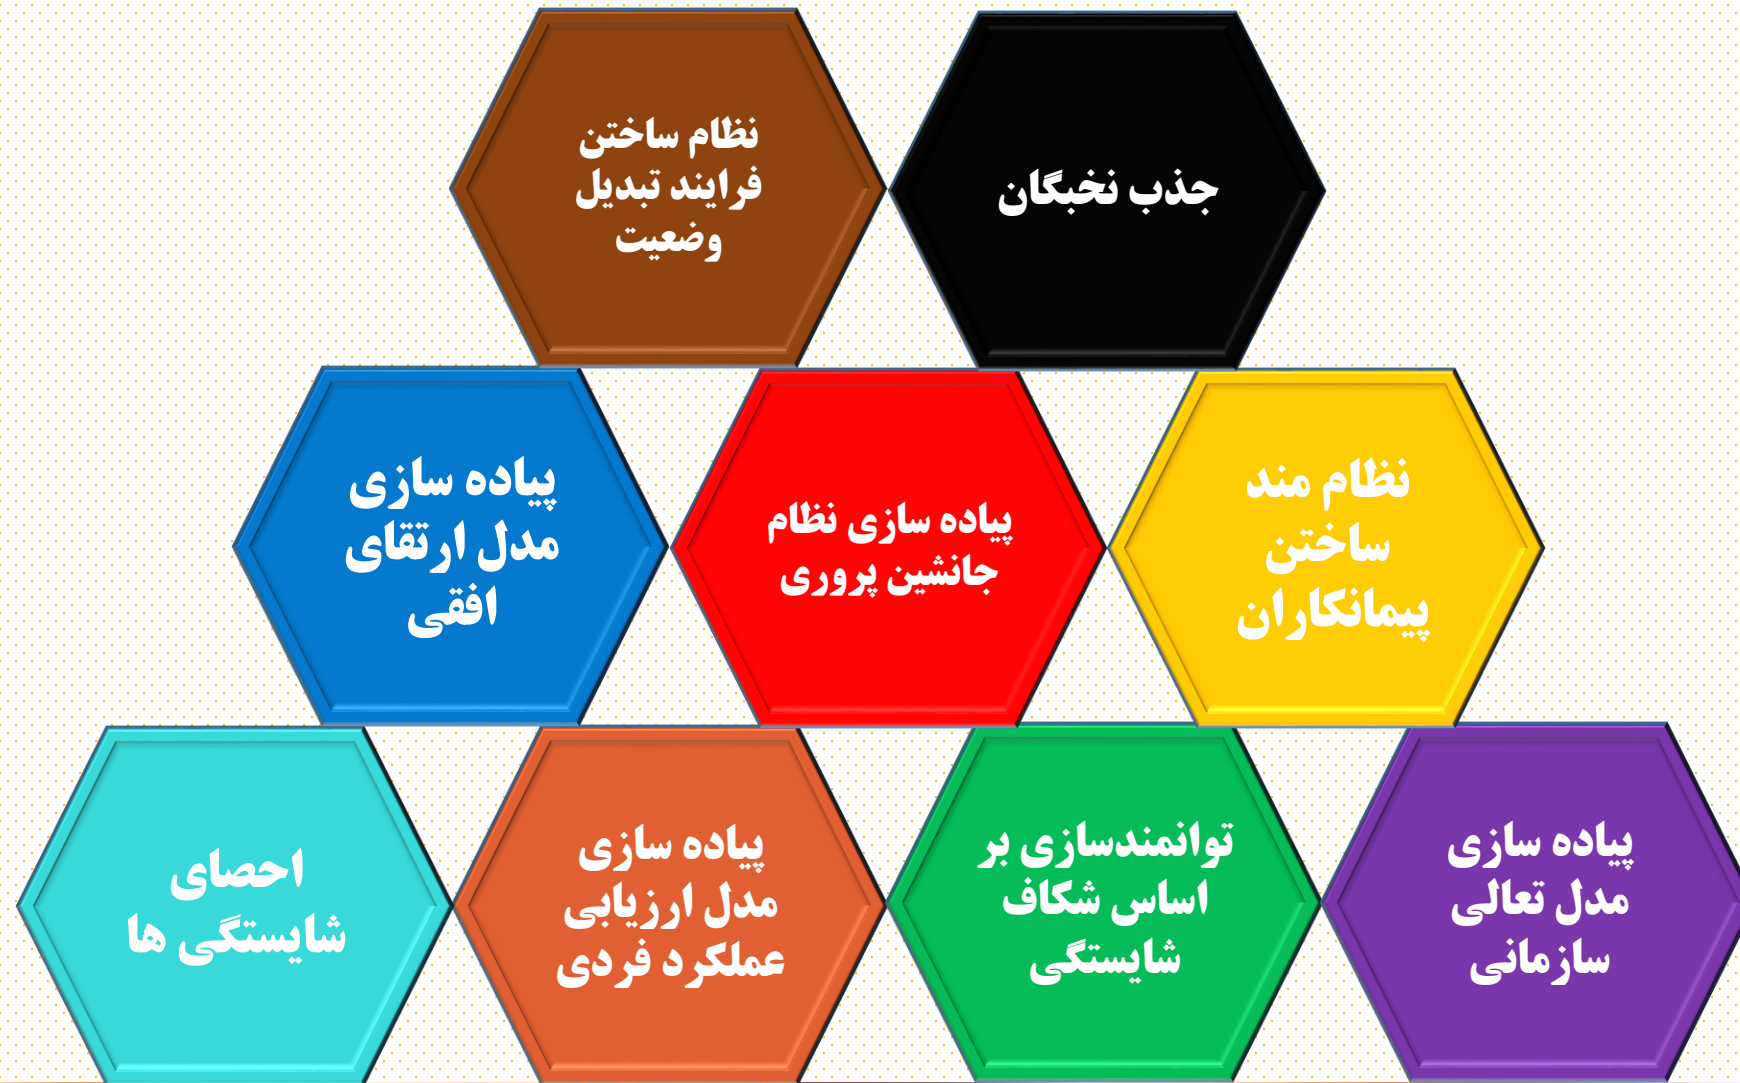 جذب نخبگان
نظام ساختن
فرایند تبدیل
وضعیت
نظام مند
ساختن
پیمانکاران
پیاده سازی نظام
جانشین پروری
پیاده سازی
مدل ارتقای
افقی
پیاده سازی
مدل تعالی
سازمانی
توانمندسازی بر
اساس شکاف
شایستگی
پیاده سازی
مدل ارزیابی
عملکرد فردی
احصای
شایستگی ها